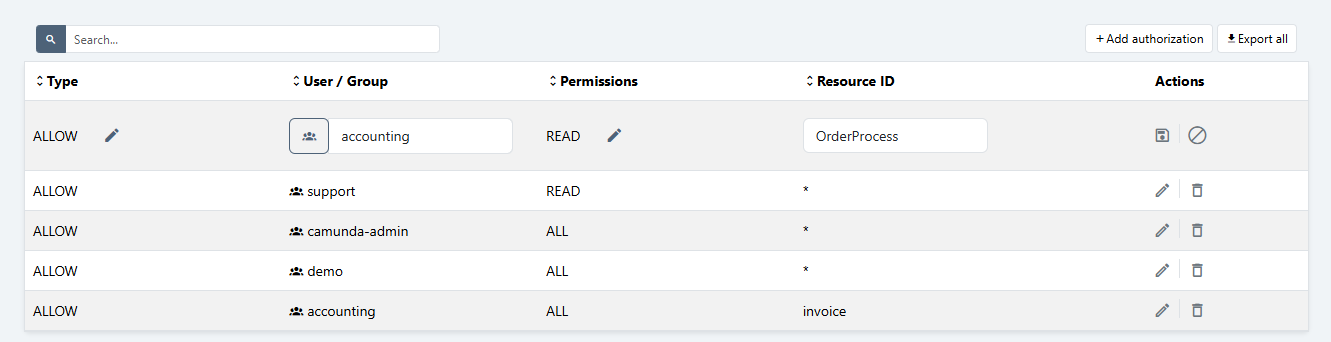 Search...
+ Add authorization
Export all
Type User / Group Permissions Resource ID Actions
ALLOW accounting READ OrderProcess
ALLOW support READ *
ALLOW camunda-admin ALL *
ALLOW demo ALL *
ALLOW accounting ALL invoice